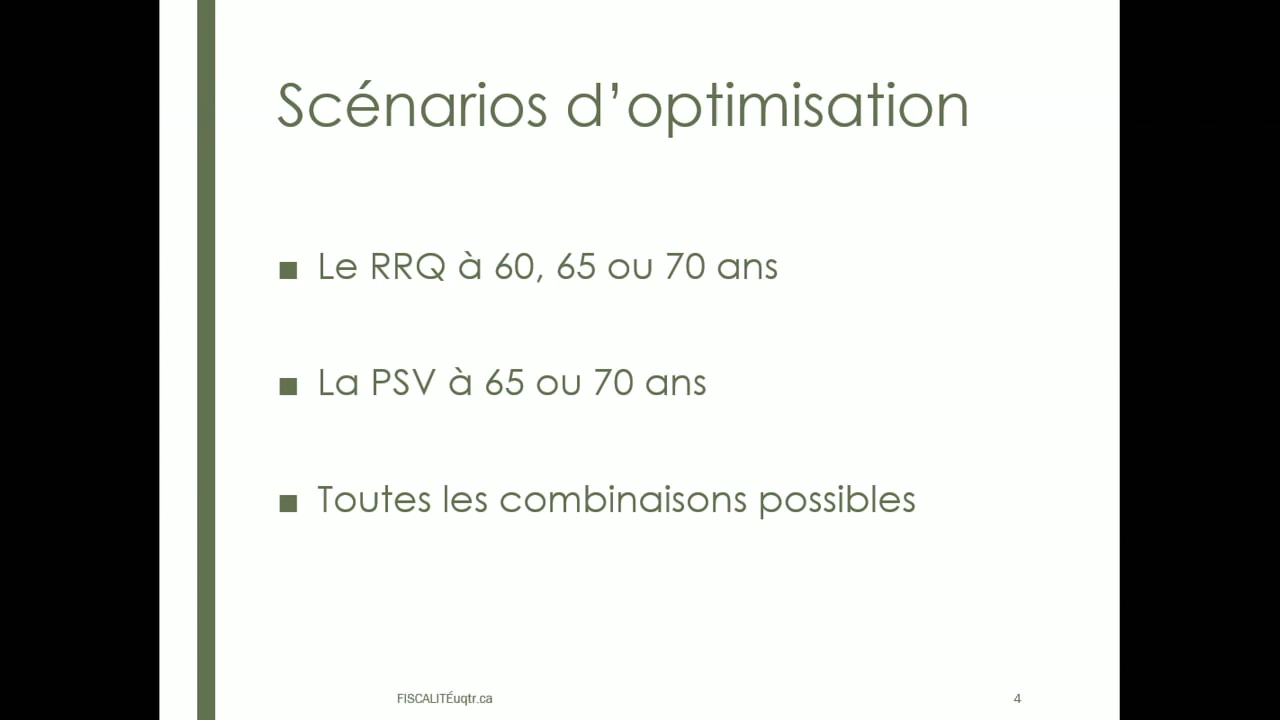 Scénarios d’optimisation
■ Le RRQ à 60, 65 ou 70 ans
■ La PSV à 65 ou 70 ans
■ Toutes les combinaisons possibles
FISCALITÉuqtr.ca
4